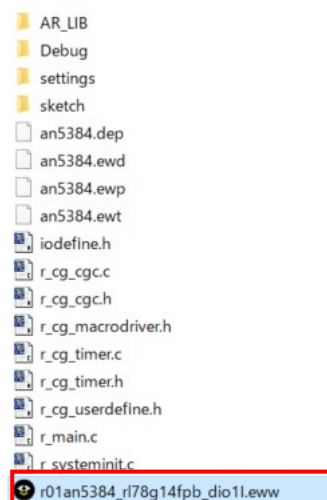 AR_LIB
Debug
settings
sketch
an5384.dep
an5384.ewd
an5384.ewp
an5384.ewt
iodefine.h
r_cg_cgc.c
r_cg_cgc.h
r_cg_macrodriver.h
r_cg_timer.c
r_cg_timer.h
r_cg_userdefine.h
r_main.c
r_systeminit.c
r01an5384_rl78g14fpb_dio1l.eww